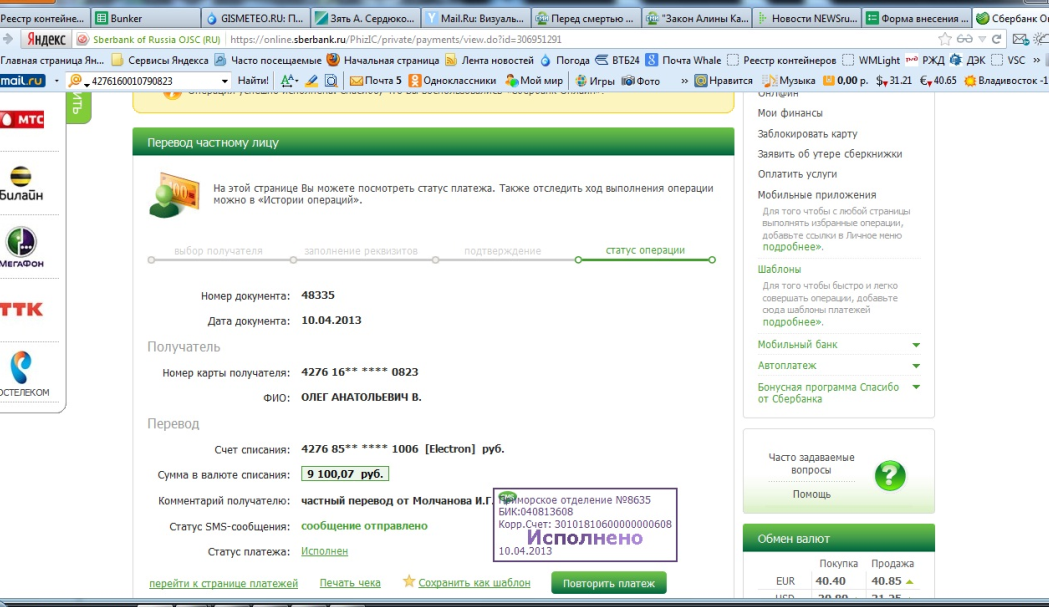 Реестр контейне... Bunker GISMETEO.RU: П... Зять А. Сердюко... Mail.Ru: Визуаль... Перед смертью ... "Закон Алины Ка... Новости NEWSru... Форма внесения ... Сбербанк Он
Яндекс Sberbank of Russia OJSC (RU) https://online.sberbank.ru/PhizIC/private/payments/view.do?id=306951291
Главная страница Ян... Сервисы Яндекса Часто посещаемые Начальная страница Лента новостей Погода ВТБ24 Почта Whale Реестр контейнеров WMLight РЖД ДЭК VSC »
mail.ru 4276160010790823 Найти! Почта 5 Одноклассники Мой мир Игры Фото » Нравится Музыка 0,00 р. $ 31.21 € 40.65 Владивосток -1
ИТЬ
МТС
Билайн
МЕГАФОН
ТТК
ОСТЕЛЕКОМ
Операция успешно исполнена. Спасибо, что вы воспользовались «Сбербанк Онлайн».
Перевод частному лицу
На этой странице Вы можете посмотреть статус платежа. Также отследить ход выполнения операции
можно в «Истории операций».
выбор получателя заполнение реквизитов подтверждение статус операции
Номер документа: 48335
Дата документа: 10.04.2013
Получатель
Номер карты получателя: 4276 16** **** 0823
ФИО: ОЛЕГ АНАТОЛЬЕВИЧ В.
Перевод
Счет списания: 4276 85** **** 1006 [Electron] руб.
Сумма в валюте списания: 9 100,07 руб.
Комментарий получателю: частный перевод от Молчанова И.Г.
Статус SMS-сообщения: сообщение отправлено
Статус платежа: Исполнен
Приморское отделение №8635
БИК:040813608
Корр.Счет: 30101810600000000608
Исполнено
10.04.2013
перейти к странице платежей Печать чека Сохранить как шаблон Повторить платеж
Онлайн
Мои финансы
Заблокировать карту
Заявить об утере сберкнижки
Оплатить услуги
Мобильные приложения
Для того чтобы с любой страницы
выполнять избранные операции,
добавьте ссылки в Личное меню
подробнее».
Шаблоны
Для того чтобы быстро и легко
совершать операции, добавьте
сюда шаблоны платежей
подробнее».
Мобильный банк
Автоплатеж
Бонусная программа Спасибо
от Сбербанка
Часто задаваемые
вопросы
Помощь
Обмен валют
Покупка Продажа
EUR 40.40 40.85
USD